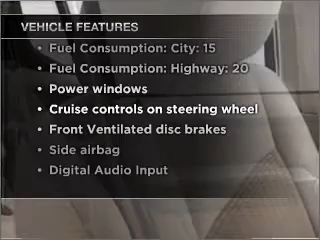 VEHICLE FEATURES
• Fuel Consumption: City: 15
• Fuel Consumption: Highway: 20
• Power windows
• Cruise controls on steering wheel
• Front Ventilated disc brakes
• Side airbag
• Digital Audio Input